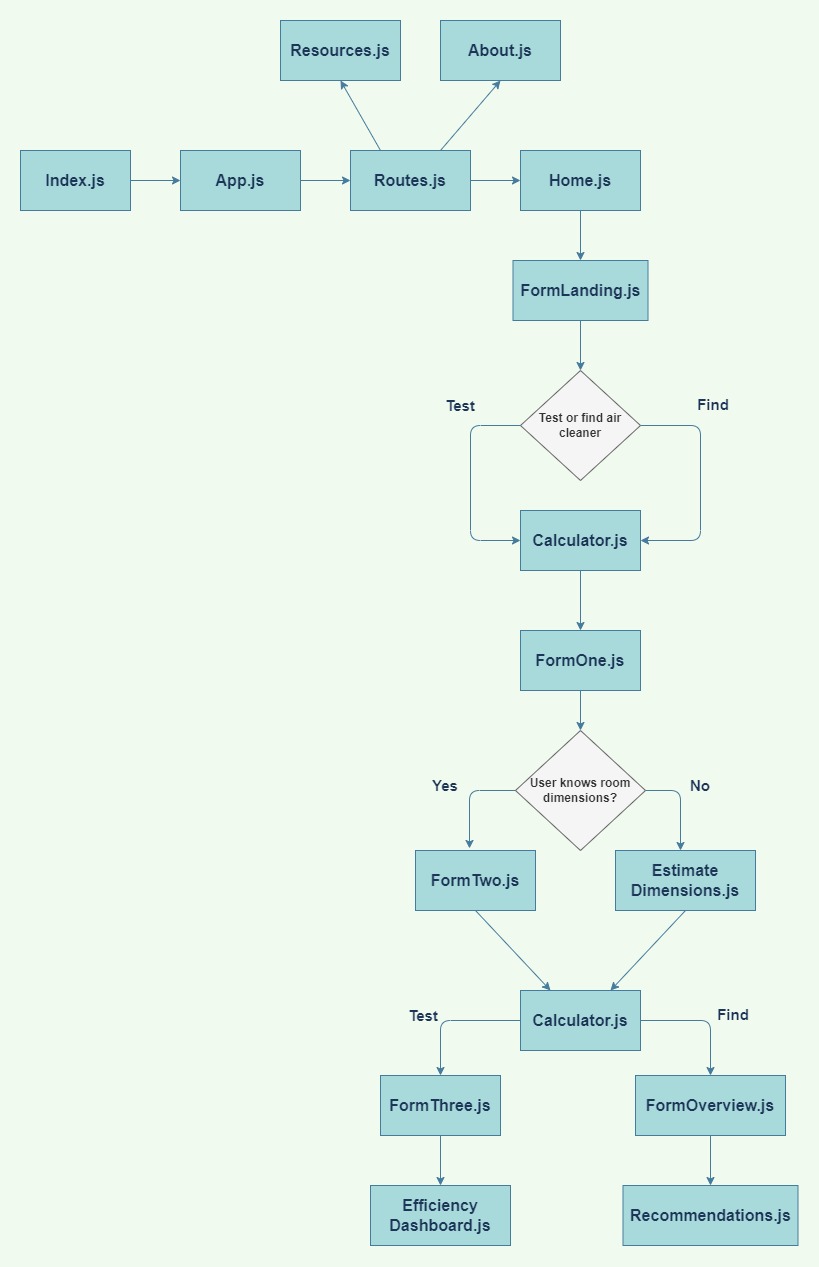 Resources.js
About.js
Index.js
App.js
Routes.js
Home.js
FormLanding.js
Test
Find
Test or find air
cleaner
Calculator.js
FormOne.js
Yes
User knows room
dimensions?
No
FormTwo.js
Estimate
Dimensions.js
Calculator.js
Test
Find
FormThree.js
FormOverview.js
Efficiency
Dashboard.js
Recommendations.js